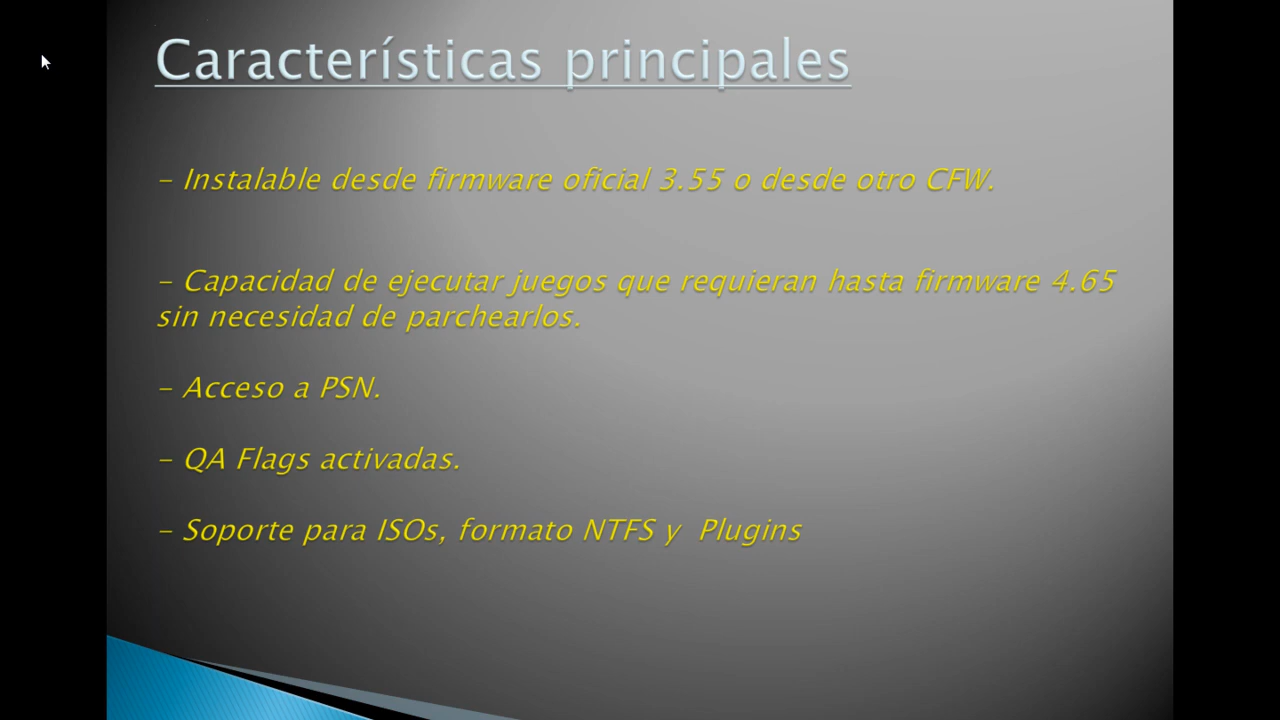 Características principales
- Instalable desde firmware oficial 3.55 o desde otro CFW.
- Capacidad de ejecutar juegos que requieran hasta firmware 4.65
sin necesidad de parchearlos.
- Acceso a PSN.
- QA Flags activadas.
- Soporte para ISOs, formato NTFS y  Plugins